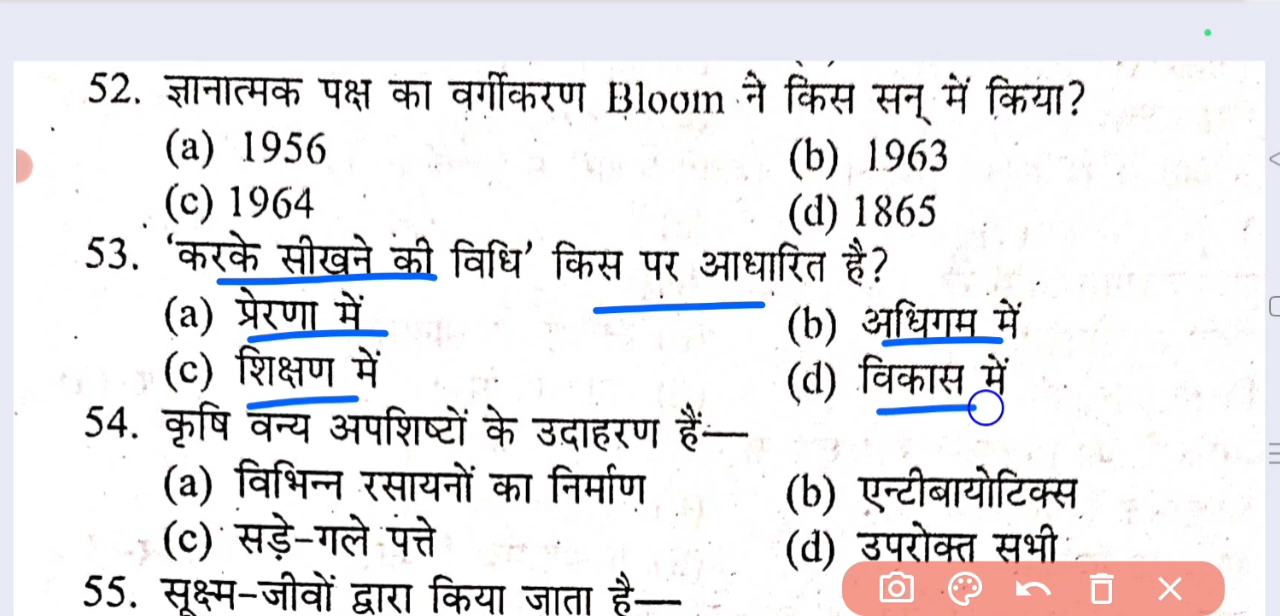 52. ज्ञानात्मक पक्ष का वर्गीकरण Bloom ने किस सन् में किया?
(a) 1956 (b) 1963
(c) 1964 (d) 1865
53. ‘करके सीखने की विधि’ किस पर आधारित है?
(a) प्रेरणा में (b) अधिगम में
(c) शिक्षण में (d) विकास में
54. कृषि वन्य अपशिष्टों के उदाहरण हैं—
(a) विभिन्न रसायनों का निर्माण (b) एन्टीबायोटिक्स
(c) सड़े-गले पत्ते (d) उपरोक्त सभी
55. सूक्ष्म-जीवों द्वारा किया जाता है—